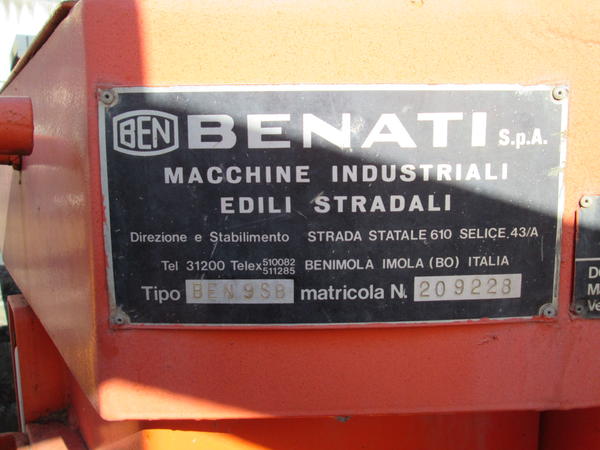 BEN BENATI S.p.A.
MACCHINE INDUSTRIALI
EDILI STRADALI
Direzione e Stabilimento STRADA STATALE 610 SELICE, 43/A
Tel 31200 Telex 510082 511285 BENIMOLA IMOLA (BO) ITALIA
Tipo BEN 9SB matricola N. 209228